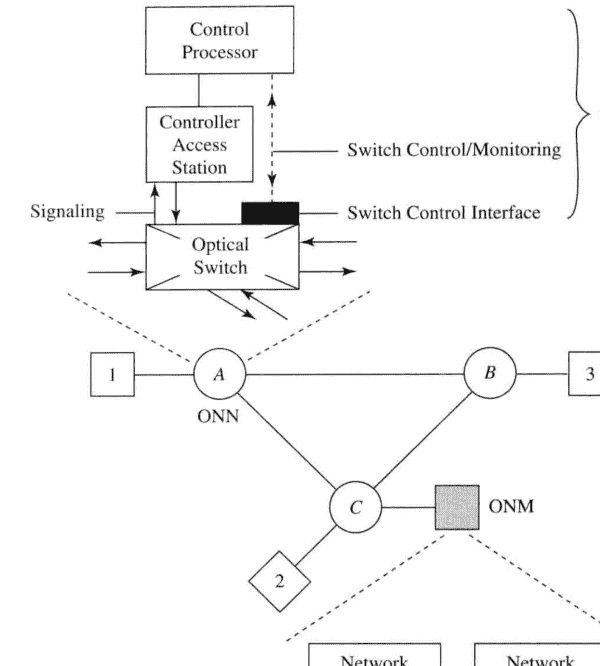 Control
Processor
Controller
Access
Station
Switch Control/Monitoring
Signaling
Switch Control Interface
Optical
Switch
1
A
B
3
ONN
C
ONM
2
Network
Network